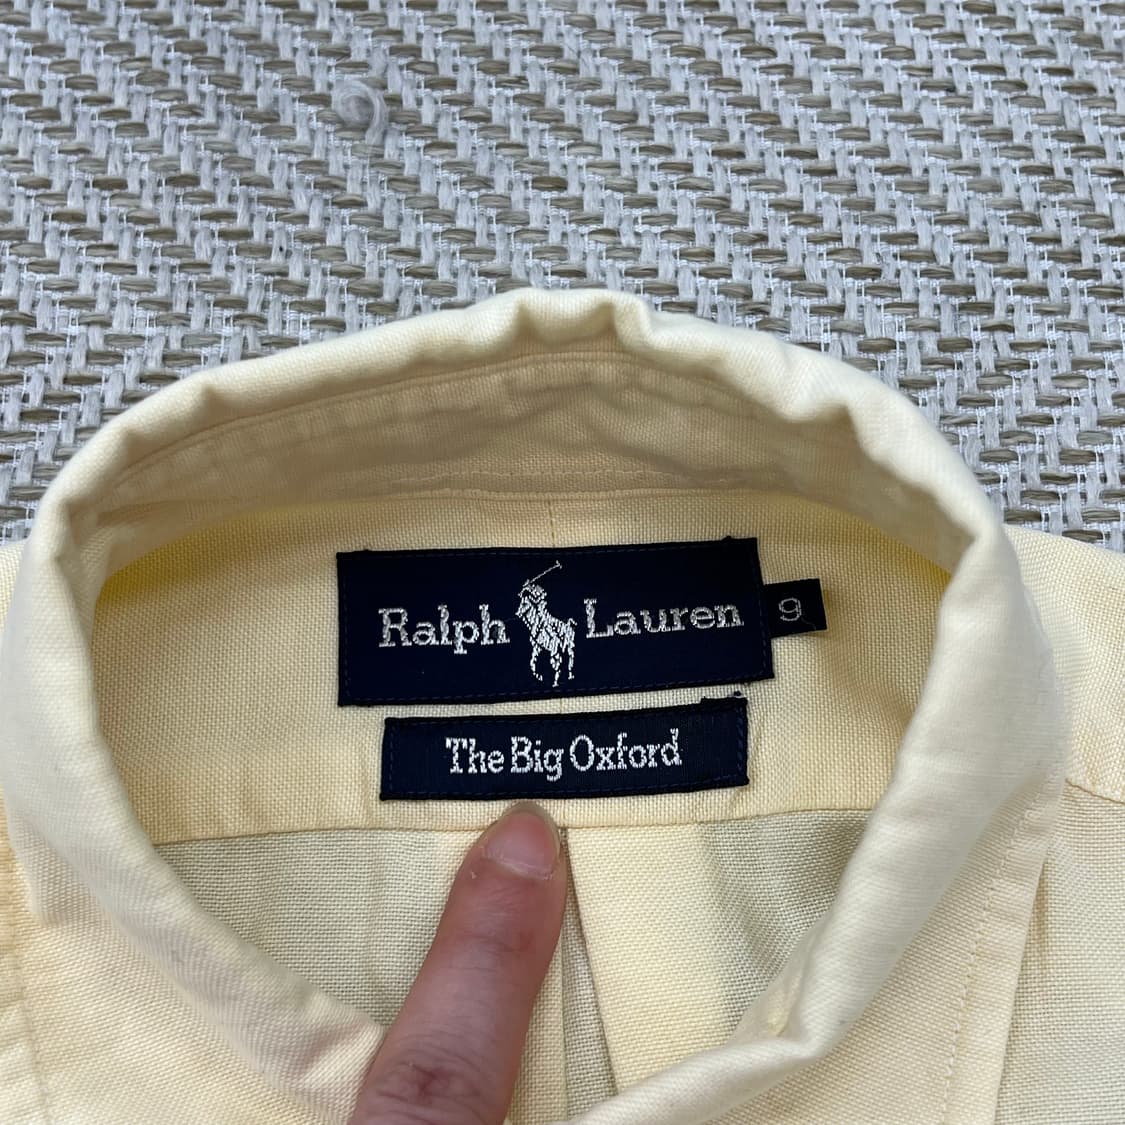 Ralph Lauren
9
The Big Oxford